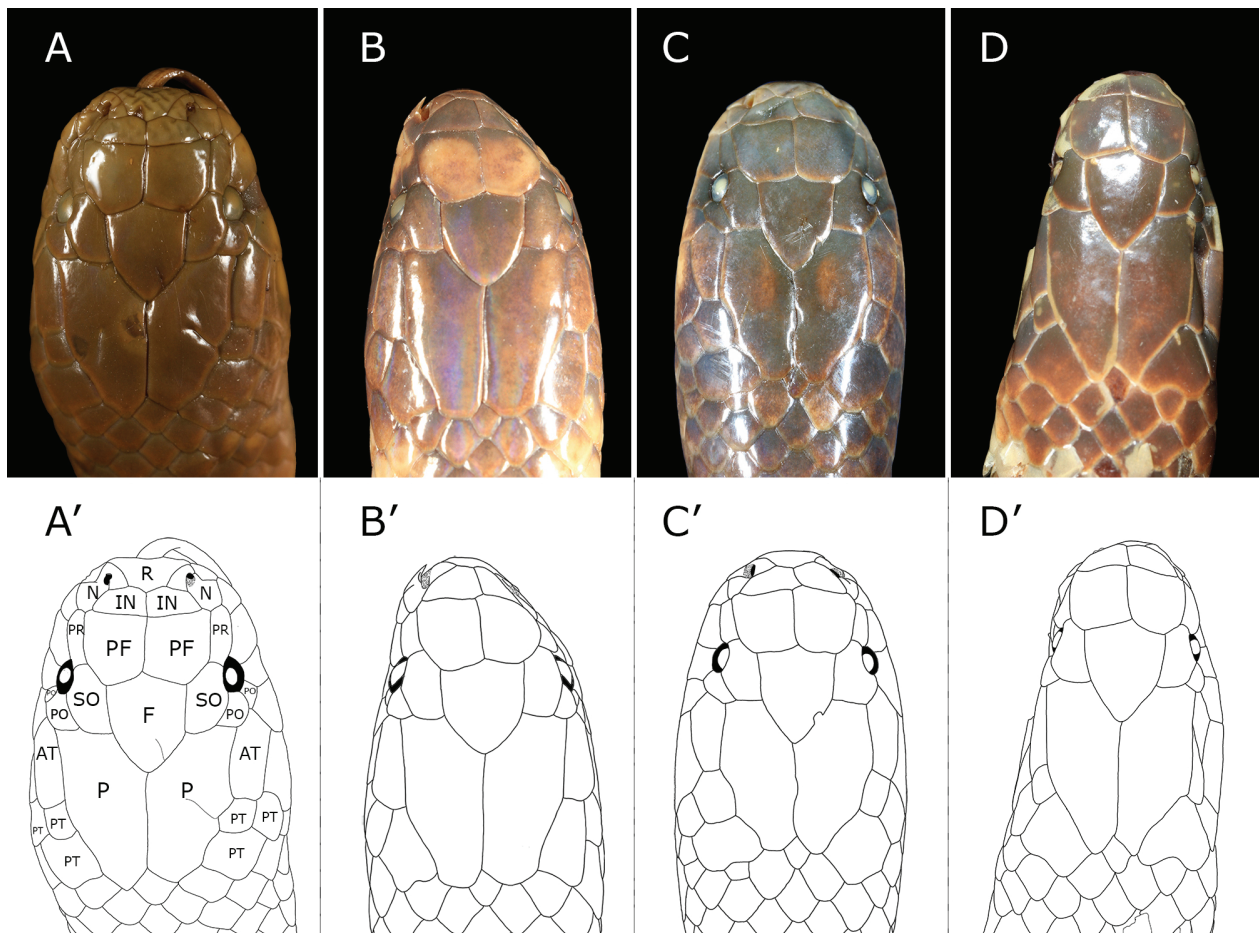 A B C D
A′ B′ C′ D′
R
N N
IN IN
PR PR
PF PF
PO PO
SO SO
PO PO
F
AT AT
P P
PT PT PT
PT
PT PT